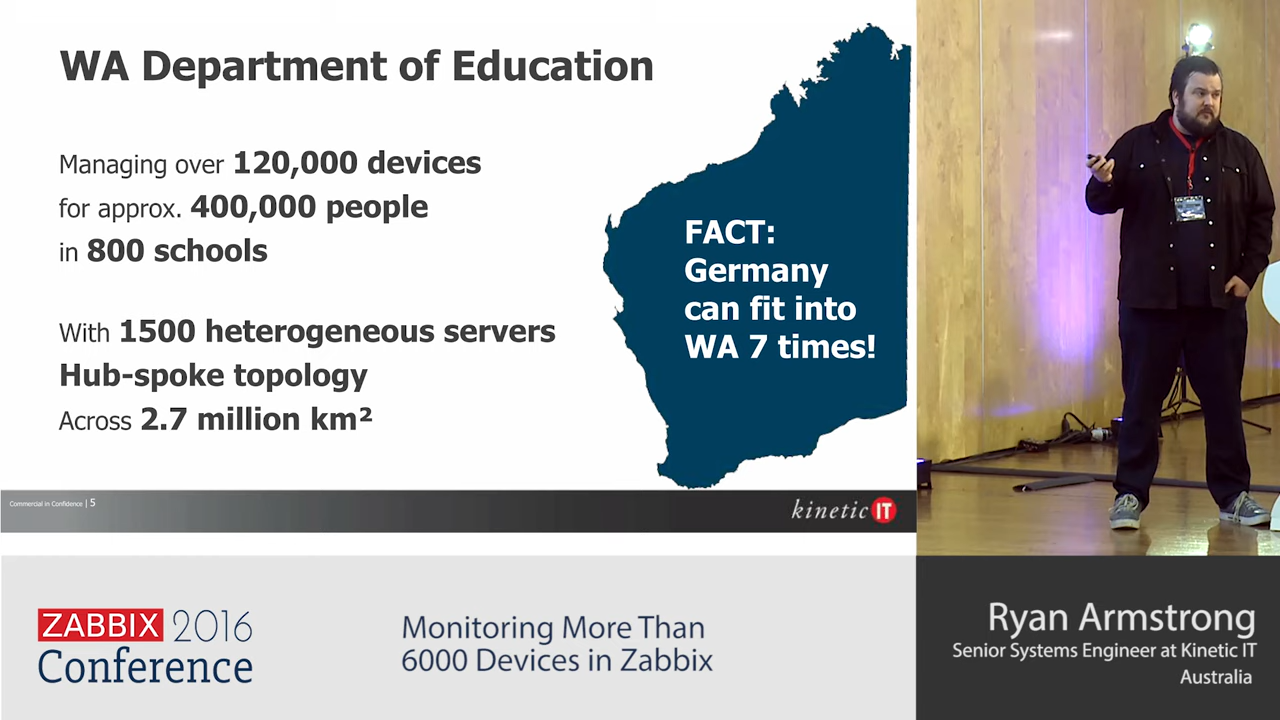 WA Department of Education
Managing over 120,000 devices
for approx. 400,000 people
in 800 schools
With 1500 heterogeneous servers
Hub-spoke topology
Across 2.7 million km²
FACT:
Germany
can fit into
WA 7 times!
Commercial in Confidence | 5
kinetic IT
ZABBIX 2016
Conference
Monitoring More Than
6000 Devices in Zabbix
Ryan Armstrong
Senior Systems Engineer at Kinetic IT
Australia